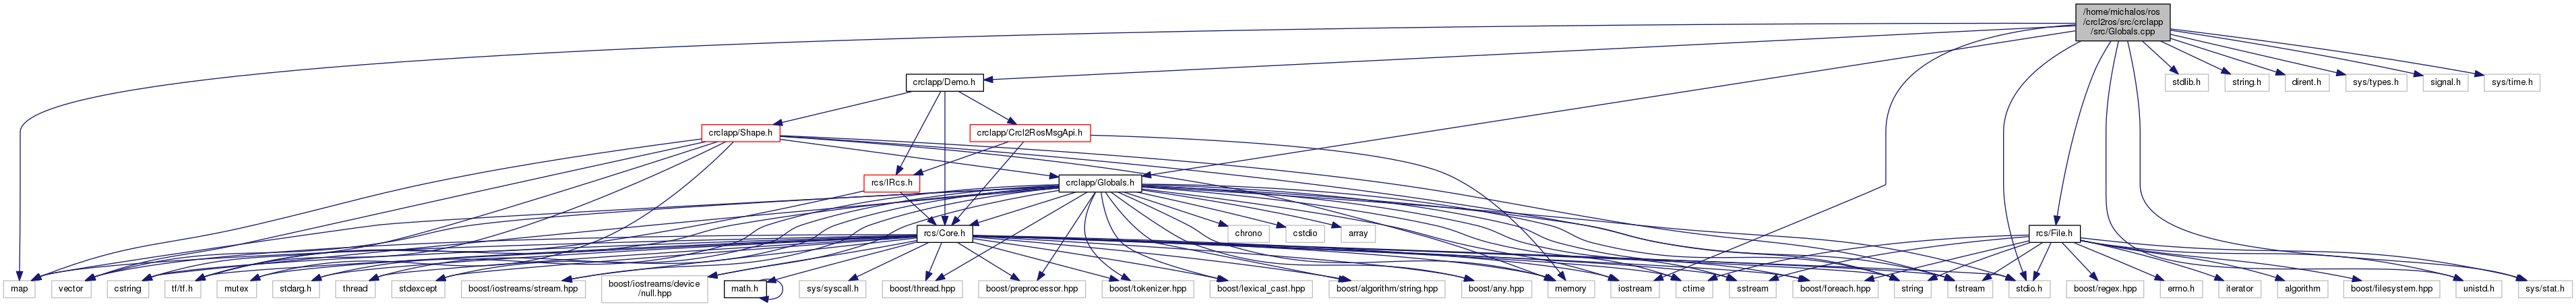 /home/michalos/ros
/crcl2ros/src/crclapp
/src/Globals.cpp
crclapp/Demo.h
stdlib.h
string.h
dirent.h
sys/types.h
signal.h
sys/time.h
crclapp/Shape.h
crclapp/Crcl2RosMsgApi.h
rcs/IRcs.h
crclapp/Globals.h
rcs/Core.h
chrono
cstdio
array
rcs/File.h
map
vector
cstring
tf/tf.h
mutex
stdarg.h
thread
stdexcept
boost/iostreams/stream.hpp
boost/iostreams/device
/null.hpp
math.h
sys/syscall.h
boost/thread.hpp
boost/preprocessor.hpp
boost/tokenizer.hpp
boost/lexical_cast.hpp
boost/algorithm/string.hpp
boost/any.hpp
memory
iostream
ctime
sstream
boost/foreach.hpp
string
fstream
stdio.h
boost/regex.hpp
errno.h
iterator
algorithm
boost/filesystem.hpp
unistd.h
sys/stat.h